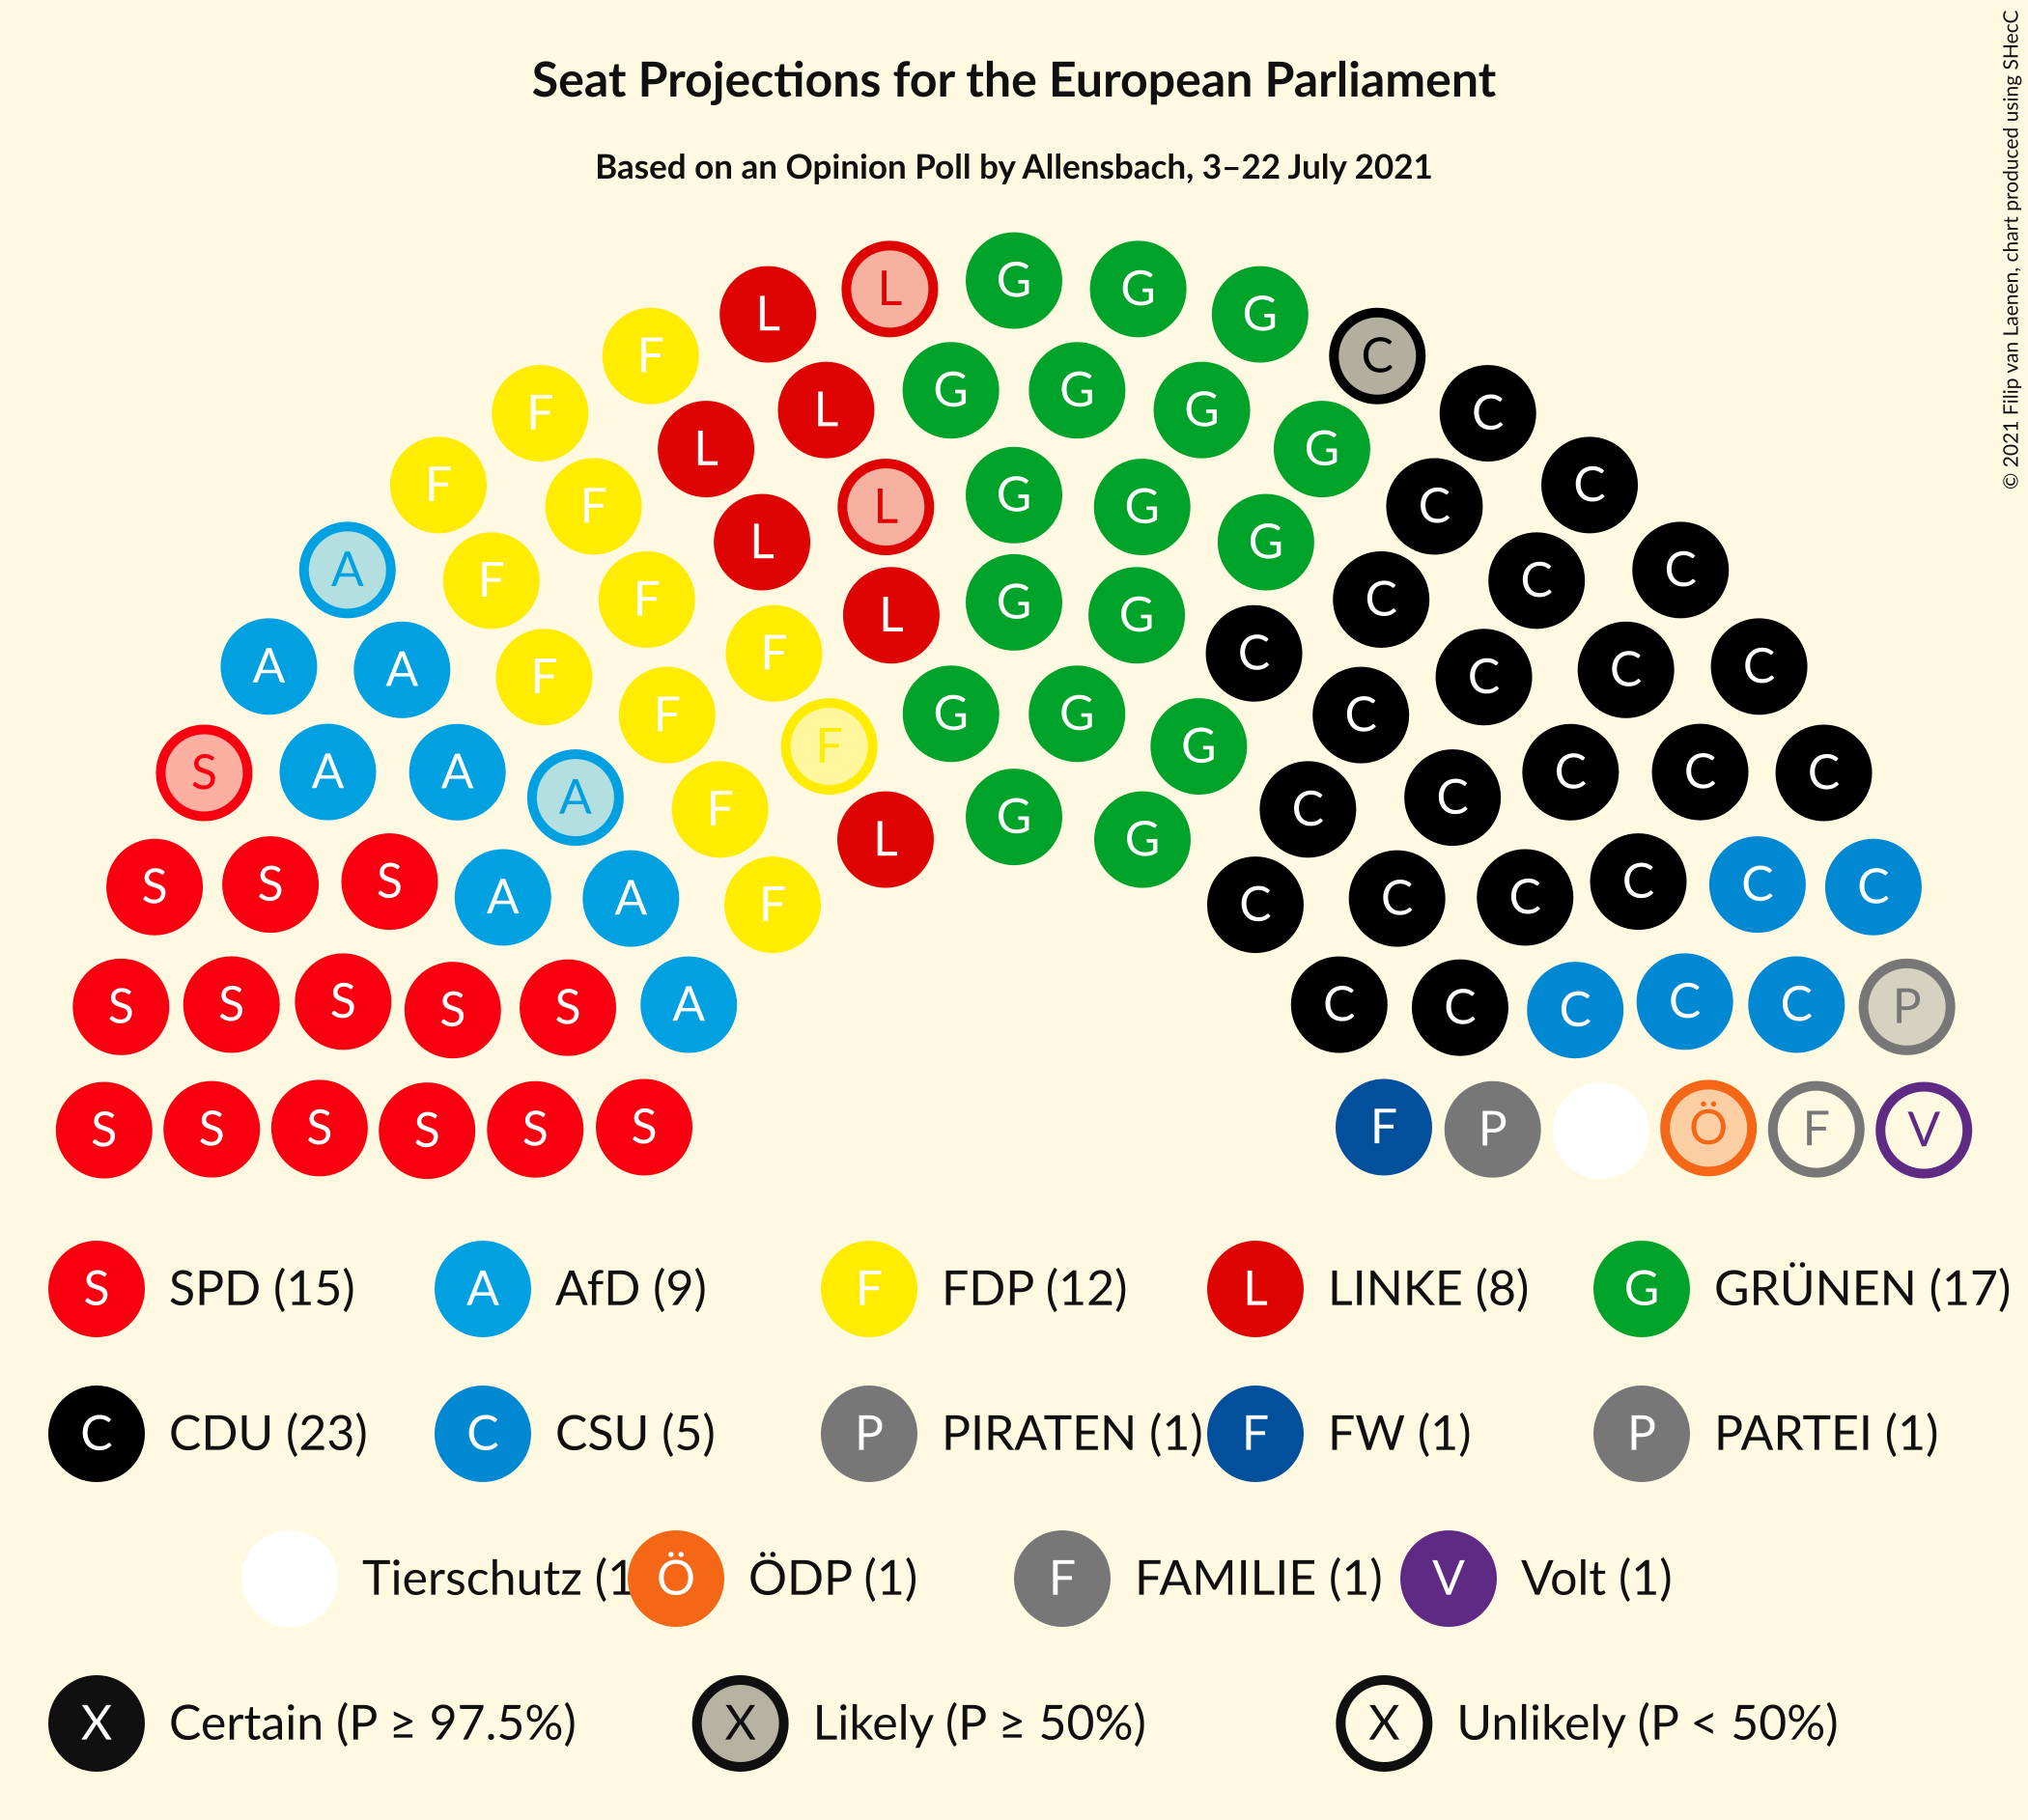 Seat Projections for the European Parliament
Based on an Opinion Poll by Allensbach, 3–22 July 2021
© 2021 Filip van Laenen, chart produced using SHecC
G
L G G
L G
F C
G G
L G
F C
F G C
L G
F F L G C
L G G
A F C C
F G C
L G
A A F F C C C
F C
F G G C
S A A A F G C C C C
F C
L G G
S S S A A F C C C C C C
S S S S S A C C C C C P
S S S S S S F P Ö F V
S SPD (15) A AfD (9) F FDP (12) L LINKE (8) G GRÜNEN (17)
C CDU (23) C CSU (5) P PIRATEN (1) F FW (1) P PARTEI (1)
Tierschutz (1 Ö ÖDP (1) F FAMILIE (1) V Volt (1)
X Certain (P ≥ 97.5%) X Likely (P ≥ 50%) X Unlikely (P < 50%)